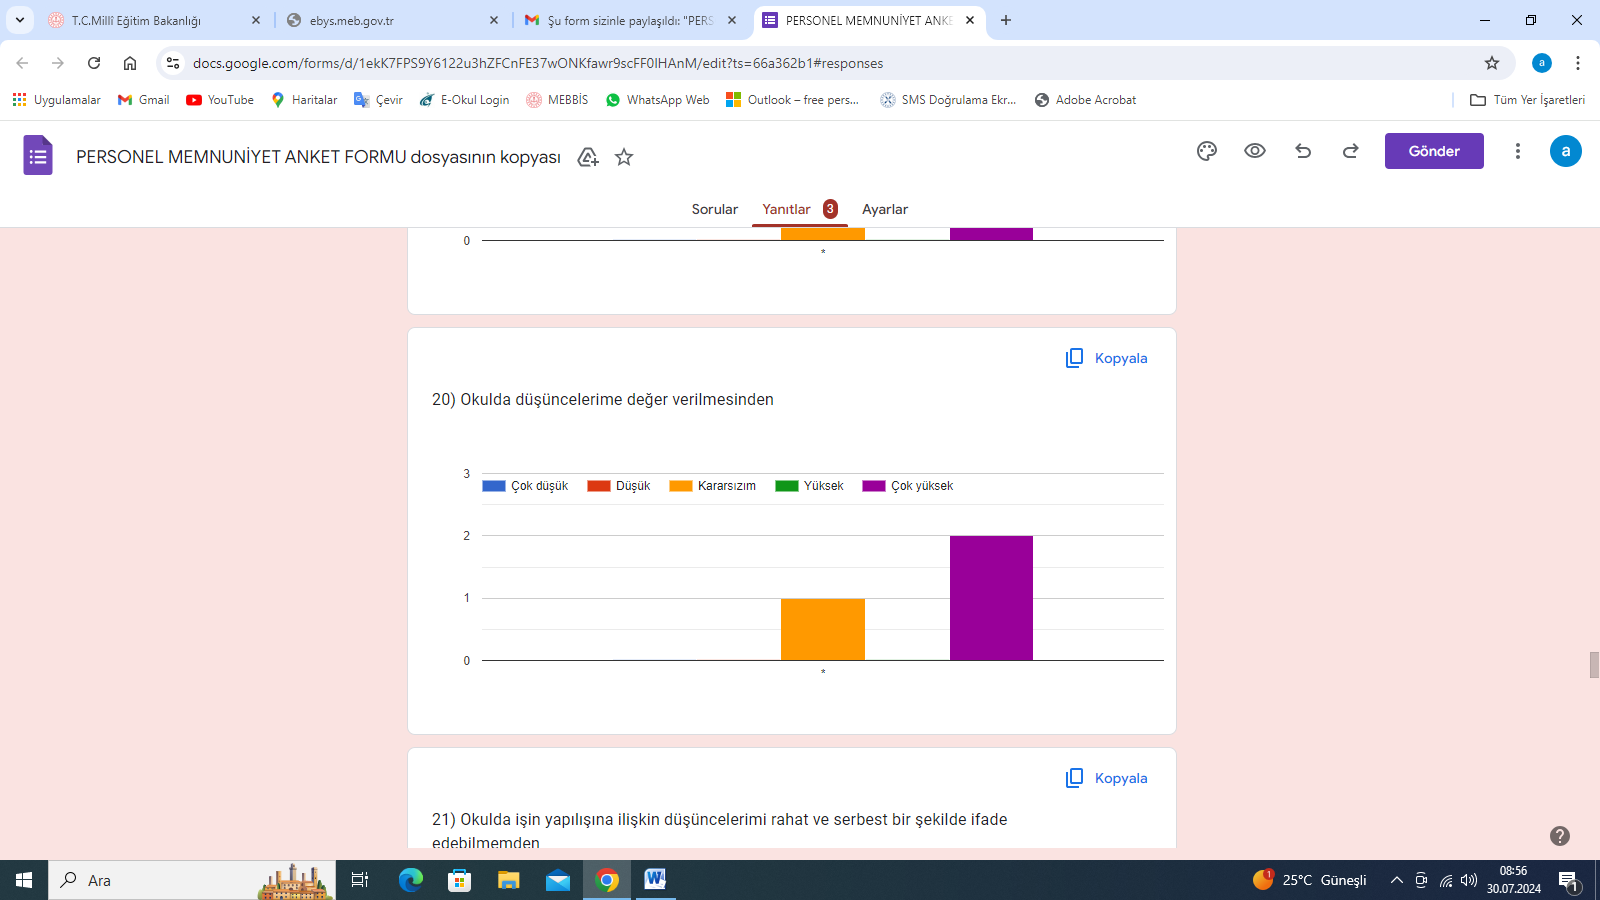 T.C.Millî Eğitim Bakanlığı
ebys.meb.gov.tr
Şu form sizinle paylaşıldı: "PERS
PERSONEL MEMNUNİYET ANKE
docs.google.com/forms/d/1ekK7FPS9Y6122u3hZFCnFE37wONKfawr9scFF0lHAnM/edit?ts=66a362b1#responses
a
Uygulamalar
Gmail
YouTube
Haritalar
Çevir
E-Okul Login
MEBBİS
WhatsApp Web
Outlook – free pers...
SMS Doğrulama Ekr...
Adobe Acrobat
Tüm Yer İşaretleri
PERSONEL MEMNUNİYET ANKET FORMU dosyasının kopyası
Gönder
a
Sorular
Yanıtlar 3
Ayarlar
0
*
Kopyala
20) Okulda düşüncelerime değer verilmesinden
3
Çok düşük
Düşük
Kararsızım
Yüksek
Çok yüksek
2
1
0
*
Kopyala
21) Okulda işin yapılışına ilişkin düşüncelerimi rahat ve serbest bir şekilde ifade
edebilmemden
Ara
1
25°C Güneşli
08:56
30.07.2024
1